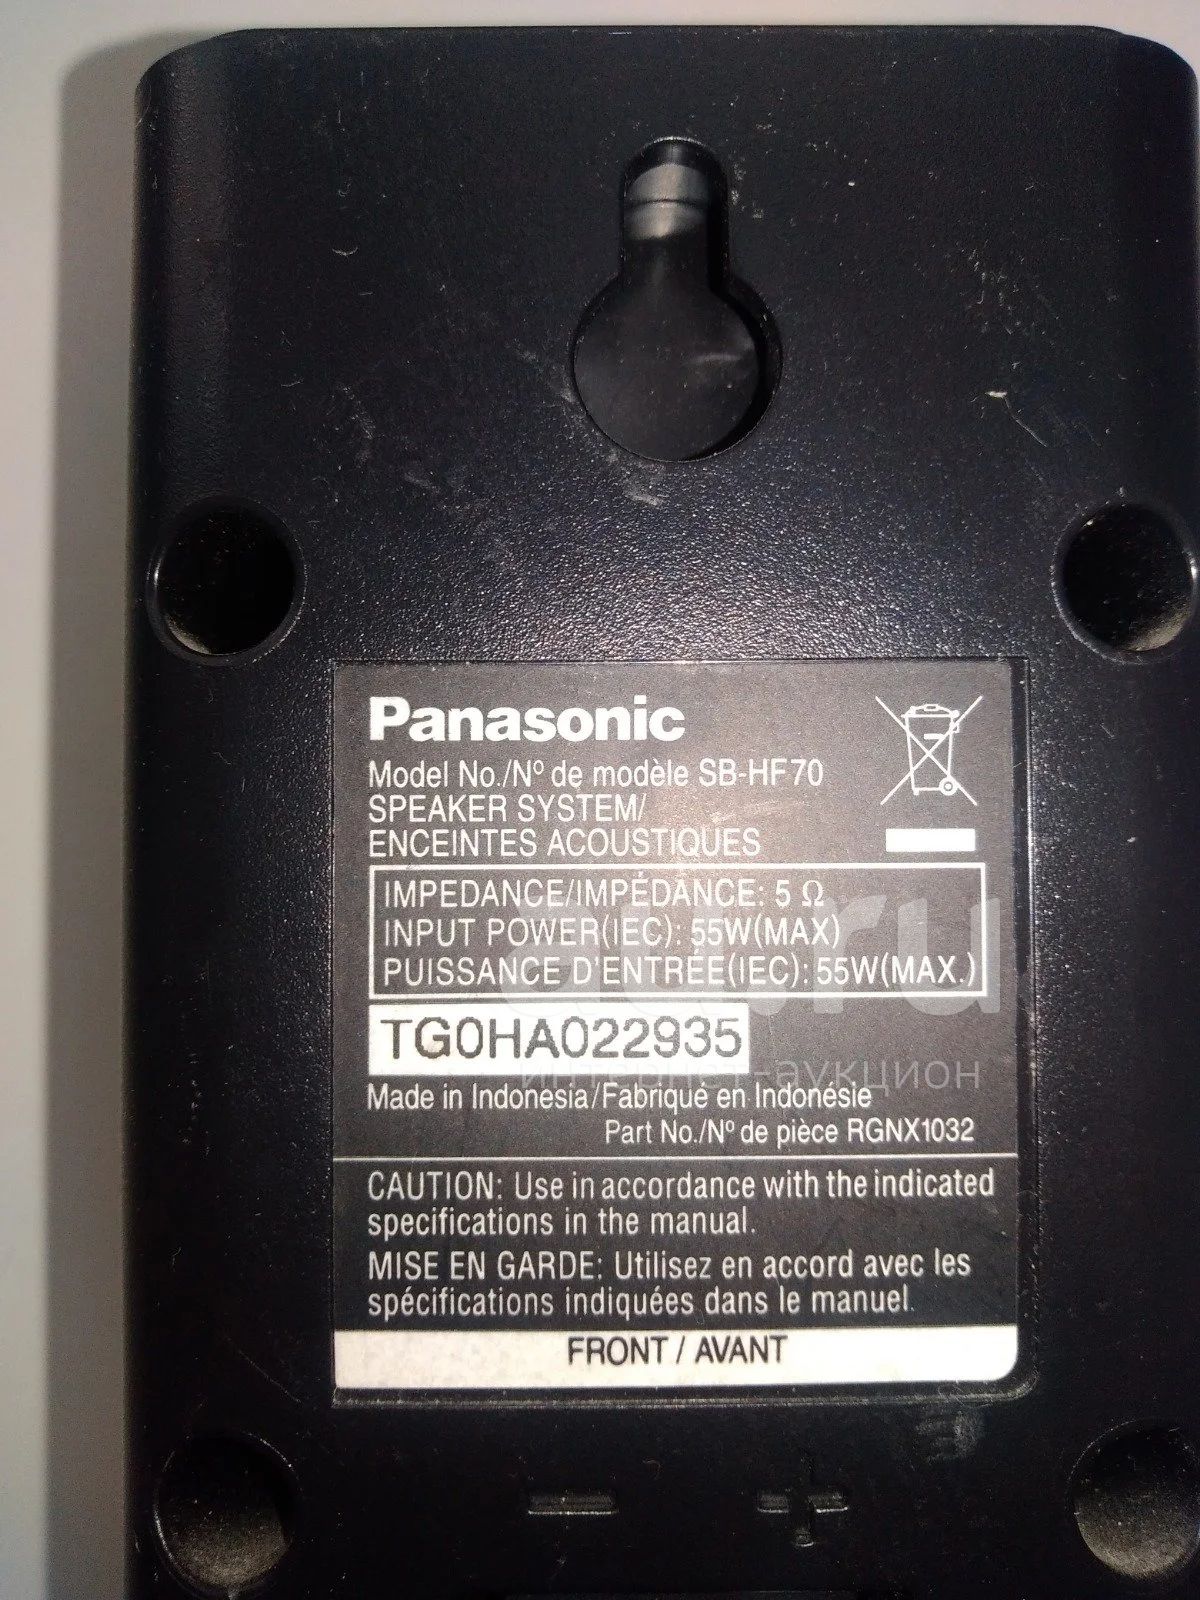 Panasonic
Model No./Nº de modèle SB-HF70
SPEAKER SYSTEM/
ENCEINTES ACOUSTIQUES
IMPEDANCE/IMPÉDANCE: 5 Ω
INPUT POWER(IEC): 55W(MAX)
PUISSANCE D'ENTRÉE(IEC): 55W(MAX.)
au.ru
TG0HA022935
интернет-аукцион
Made in Indonesia/Fabriqué en Indonésie
Part No./Nº de pièce RGNX1032
CAUTION: Use in accordance with the indicated
specifications in the manual.
MISE EN GARDE: Utilisez en accord avec les
spécifications indiquées dans le manuel.
FRONT / AVANT
- +